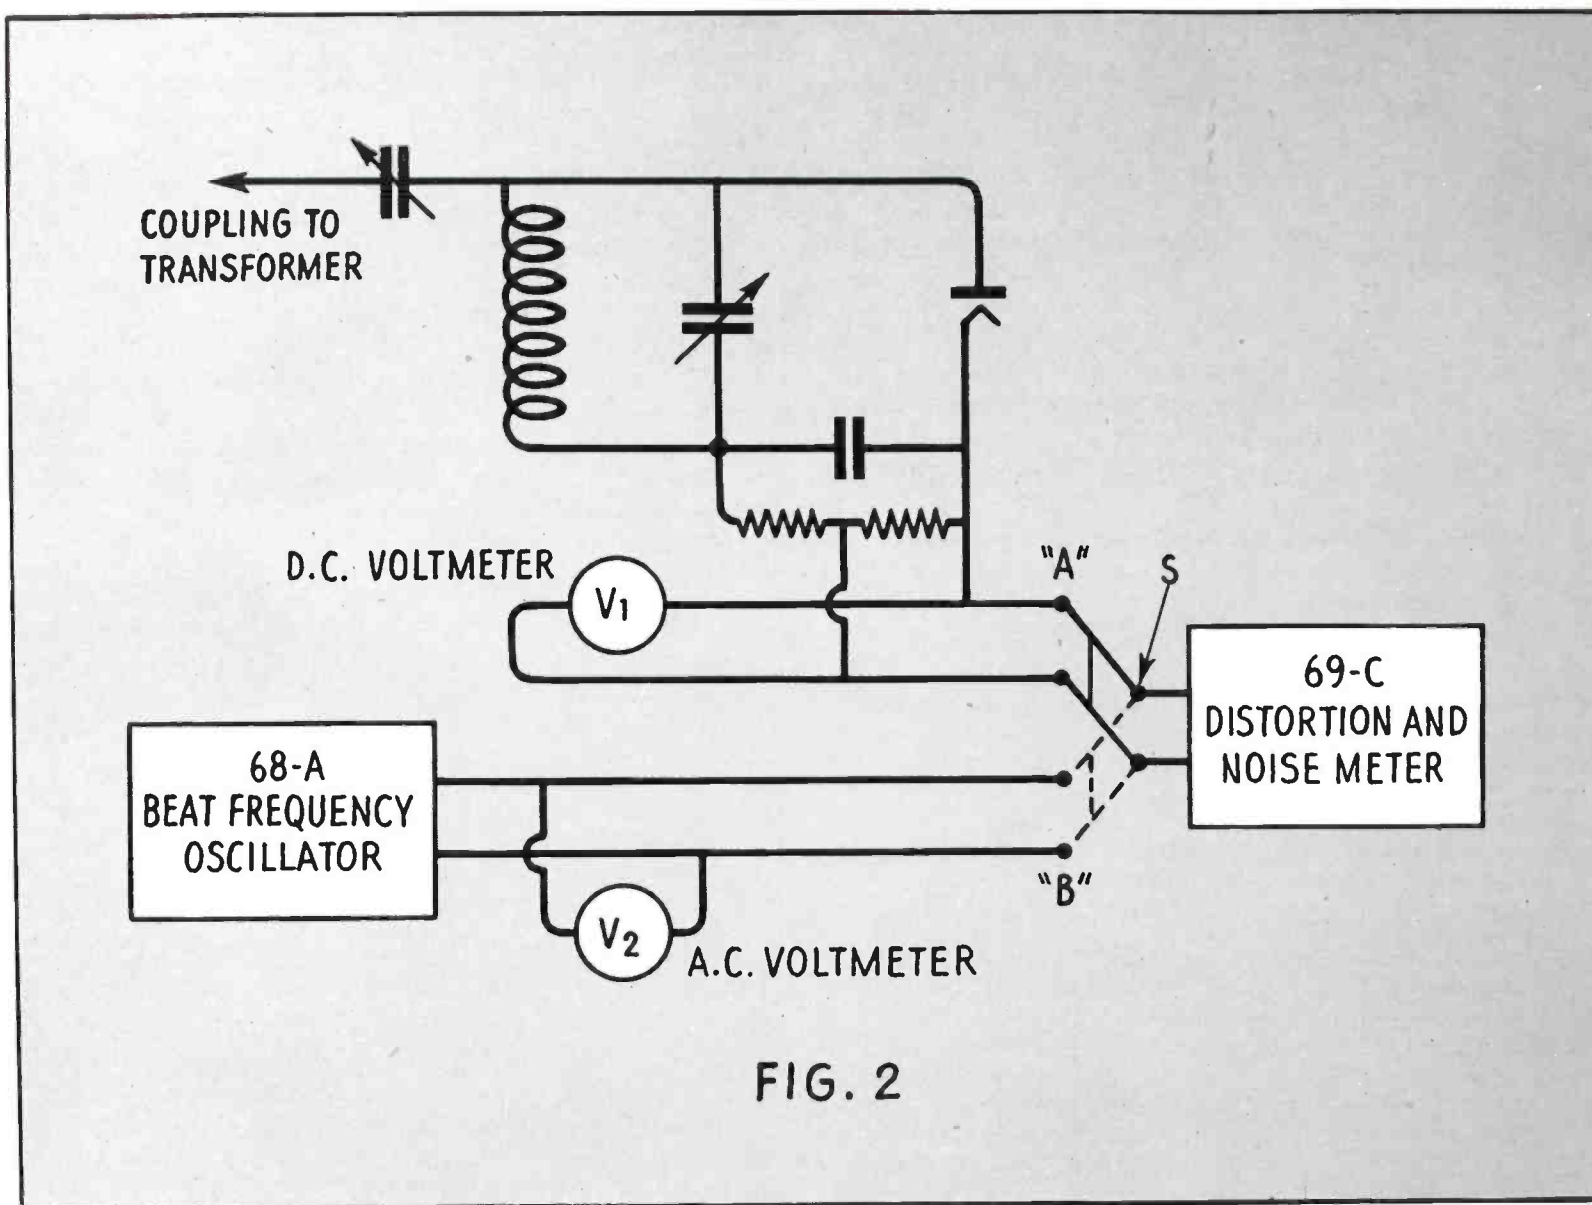 COUPLING TO
TRANSFORMER
D.C. VOLTMETER
V1
"A"
S
69-C
DISTORTION AND
NOISE METER
68-A
BEAT FREQUENCY
OSCILLATOR
"B"
V2
A.C. VOLTMETER
FIG. 2